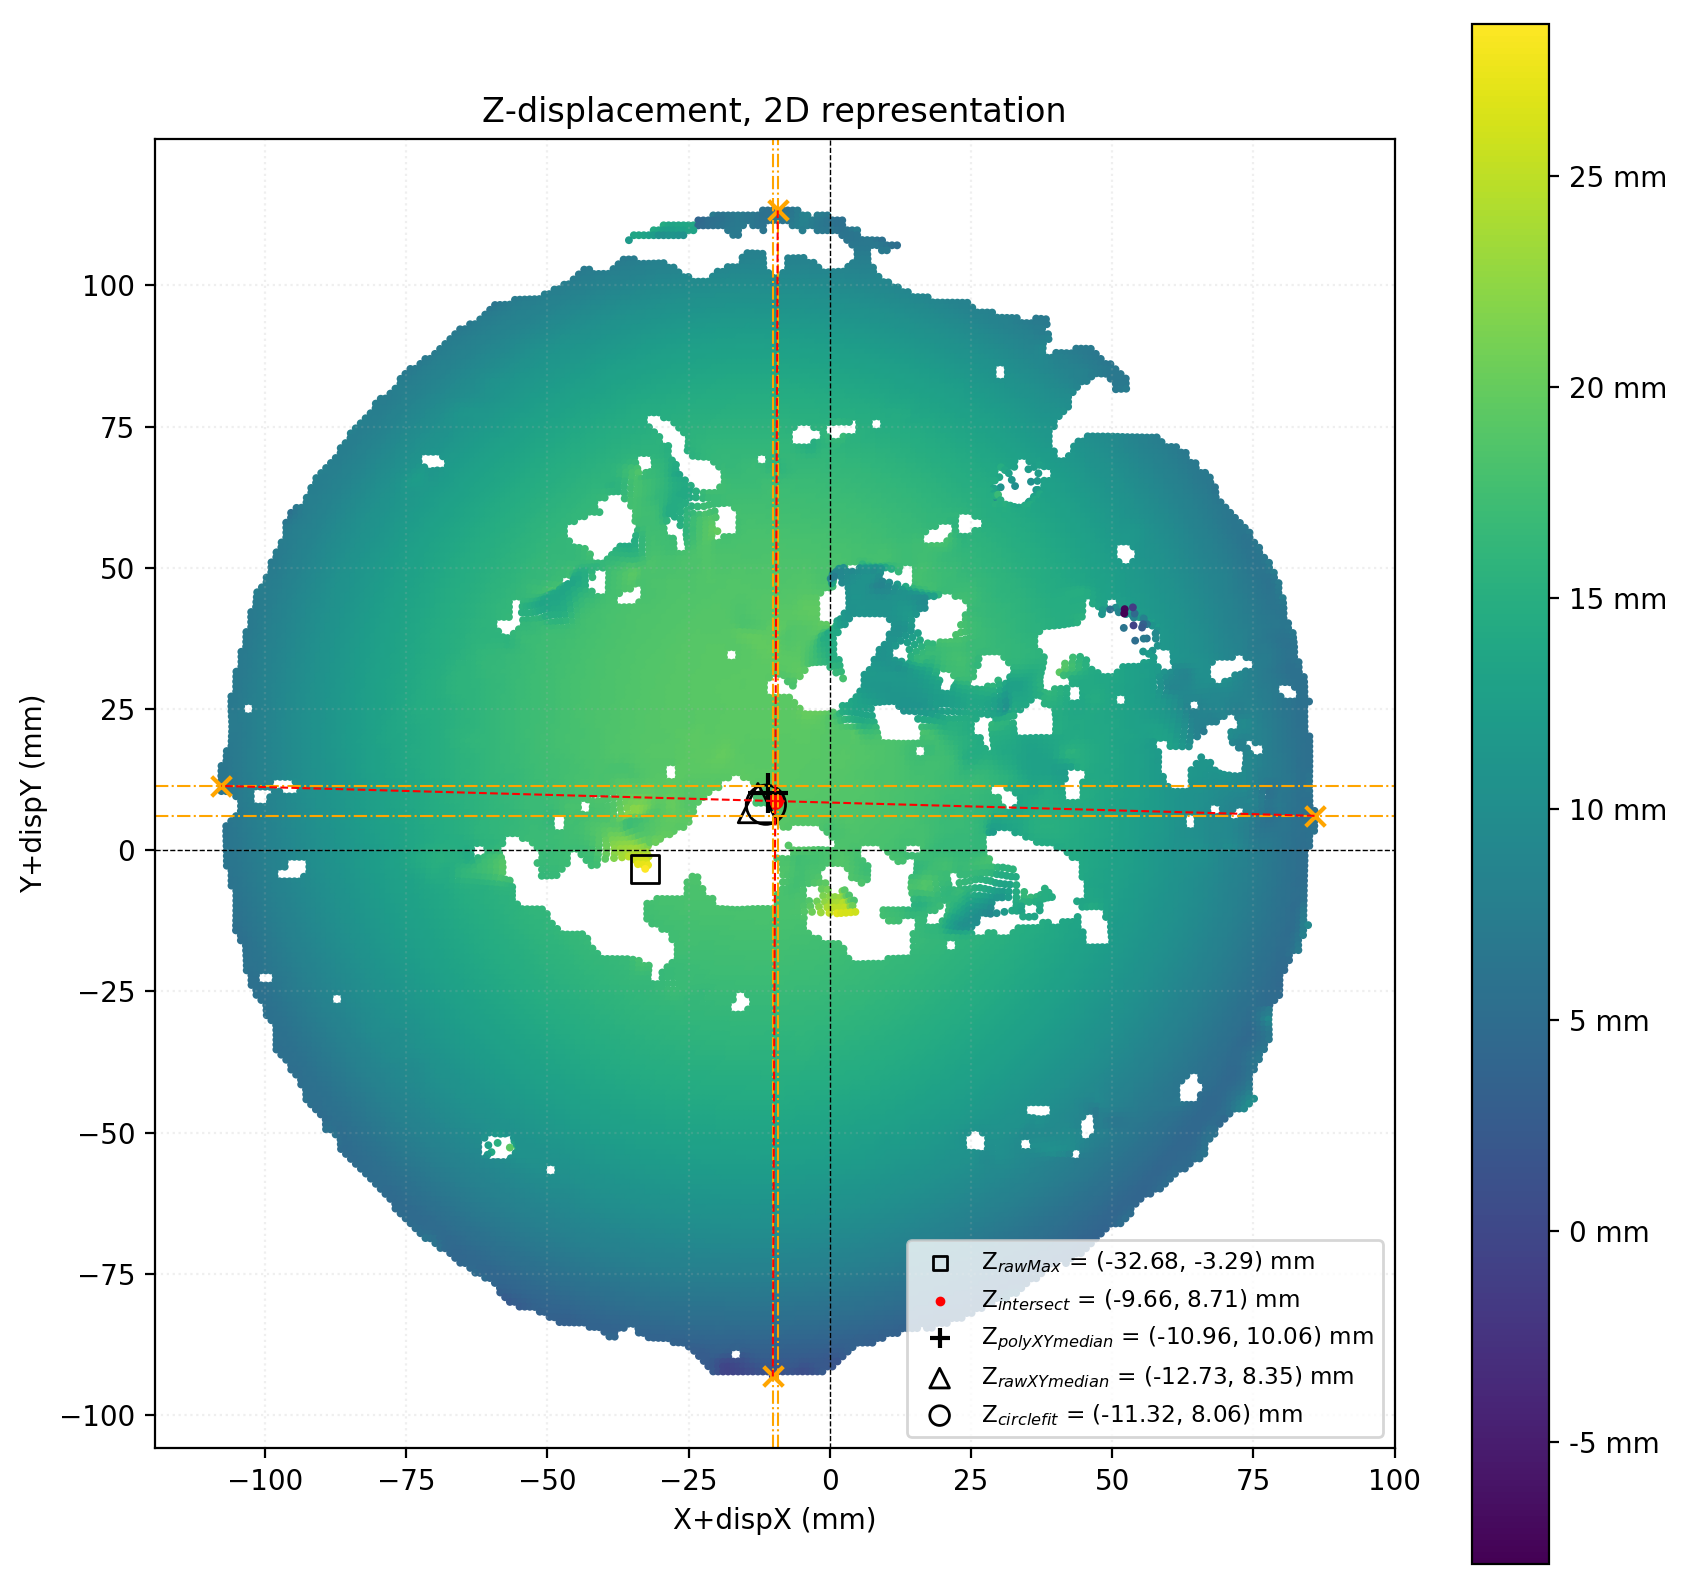 Z-displacement, 2D representation
25 mm
20 mm
15 mm
10 mm
5 mm
0 mm
-5 mm
100
75
50
25
0
−25
−50
−75
−100
Y+dispY (mm)
Z_rawMax = (-32.68, -3.29) mm
Z_intersect = (-9.66, 8.71) mm
Z_polyXYmedian = (-10.96, 10.06) mm
Z_rawXYmedian = (-12.73, 8.35) mm
Z_circlefit = (-11.32, 8.06) mm
−100 −75 −50 −25 0 25 50 75 100
X+dispX (mm)